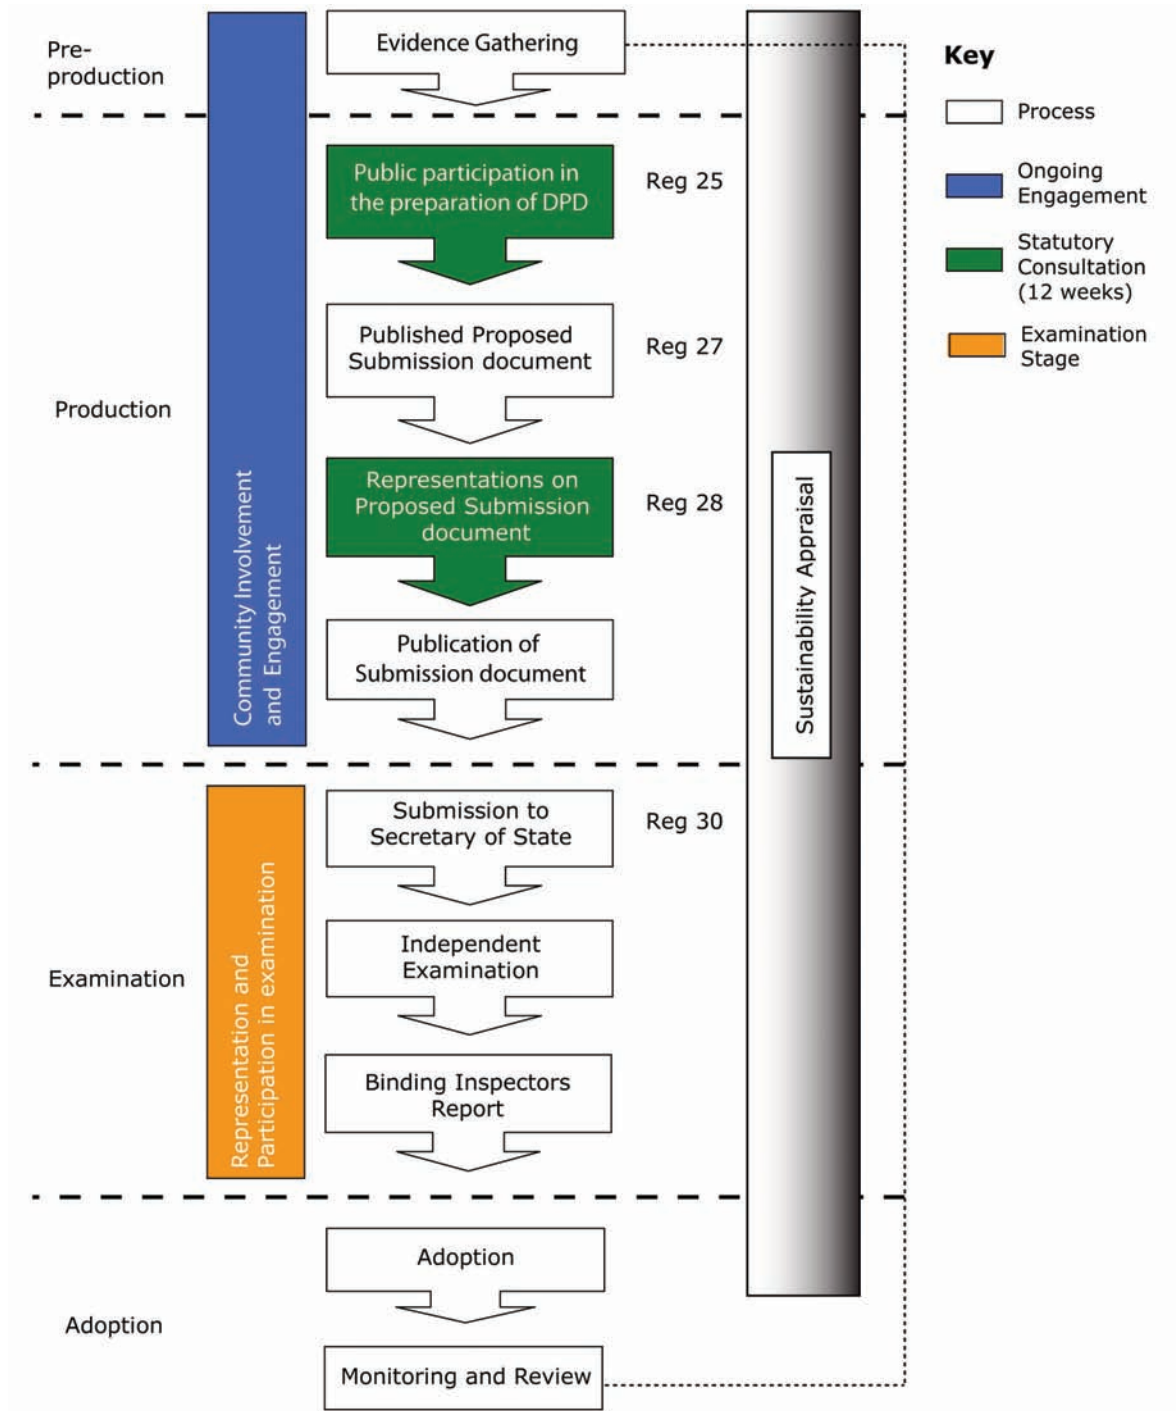 Pre-
production
Evidence Gathering
Key
Process
Ongoing
Engagement
Statutory
Consultation
(12 weeks)
Examination
Stage
Public participation in
the preparation of DPD
Reg 25
Published Proposed
Submission document
Reg 27
Production
Representations on
Proposed Submission
document
Reg 28
Community Involvement
and Engagement
Sustainability Appraisal
Publication of
Submission document
Submission to
Secretary of State
Reg 30
Examination
Representation and
Participation in examination
Independent
Examination
Binding Inspectors
Report
Adoption
Adoption
Monitoring and Review